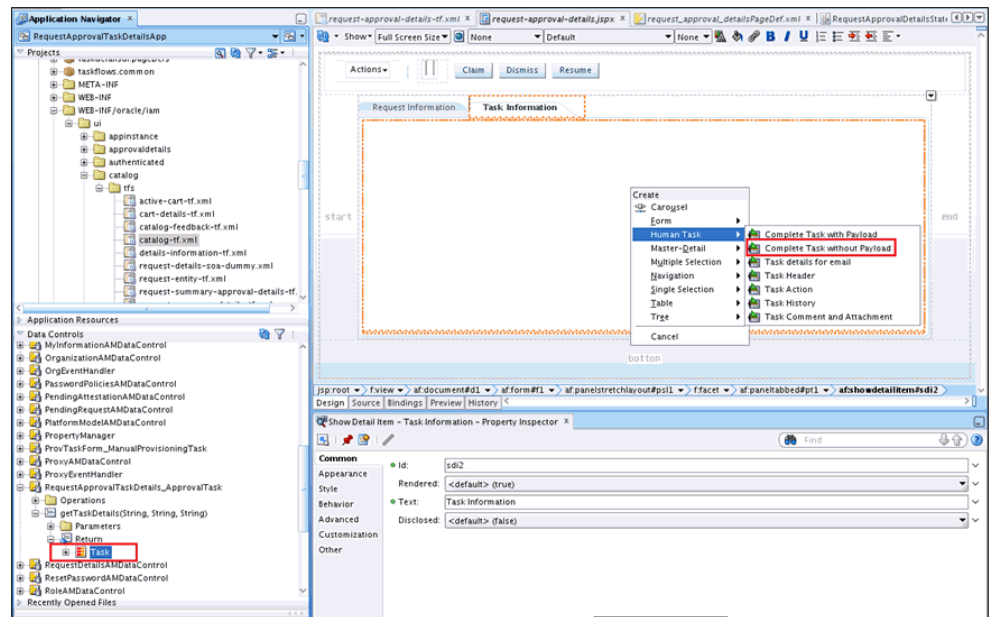 Application Navigator
RequestApprovalTaskDetailsApp
Projects
taskflows.common
META-INF
WEB-INF
WEB-INF/oracle/iam
ui
appinstance
approvaldetails
authenticated
catalog
tfs
active-cart-tf.xml
cart-details-tf.xml
catalog-feedback-tf.xml
catalog-tf.xml
details-information-tf.xml
request-details-soa-dummy.xml
request-entity-tf.xml
request-summary-approval-details-tf.
Application Resources
Data Controls
MyInformationAMDataControl
OrganizationAMDataControl
OrgEventHandler
PasswordPoliciesAMDataControl
PendingAttestationAMDataControl
PendingRequestAMDataControl
PlatformModelAMDataControl
PropertyManager
ProvTaskForm_ManualProvisioningTask
ProxyAMDataControl
ProxyEventHandler
RequestApprovalTaskDetails_ApprovalTask
Operations
getTaskDetails(String, String, String)
Parameters
Return
Task
RequestDetailsAMDataControl
ResetPasswordAMDataControl
RoleAMDataControl
Recently Opened Files
request-approval-details-tf.xml request-approval-details.jspx request_approval_detailsPageDef.xml RequestApprovalDetailsStat
Show Full Screen Size None Default None B I U
Actions Claim Dismiss Resume
Request Information Task Information
start
end
bottom
Create
Carousel
Form
Human Task
Master-Detail
Multiple Selection
Navigation
Single Selection
Table
Tree
Cancel
Complete Task with Payload
Complete Task without Payload
Task details for email
Task Header
Task Action
Task History
Task Comment and Attachment
jsp:root f:view af:document#d1 af:form#f1 af:panelstretchlayout#psl1 f:facet af:paneltabbed#pt1 af:showdetailitem#sdi2
Design Source Bindings Preview History
Show Detail Item - Task Information - Property Inspector
Find
Common
Appearance
Style
Behavior
Advanced
Customization
Other
Id: sdi2
Rendered: <default> (true)
Text: Task Information
Disclosed: <default> (false)